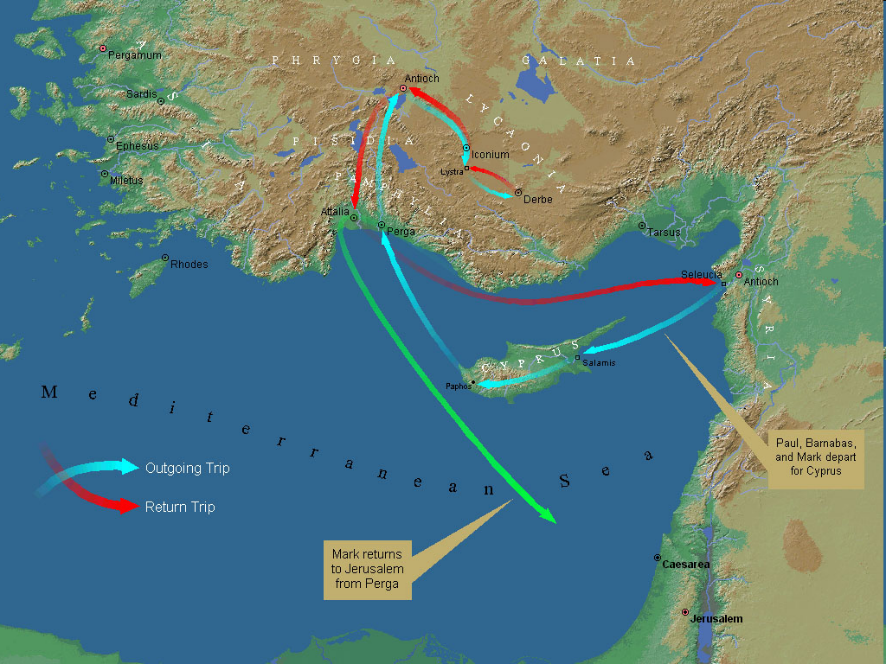 Pergamum
PHRYGIA
GALATIA
Antioch
Sardis
ASIA
LYCAONIA
Ephesus
PISIDIA
Iconium
Lystra
Miletus
PAMPHYLI
Derbe
Attalia
Perga
Tarsus
Rhodes
Seleucia
Antioch
SYRIA
CYPRUS
Salamis
Paphos
Mediterranean Sea
Paul, Barnabas,
and Mark depart
for Cyprus
Outgoing Trip
Return Trip
Mark returns
to Jerusalem
from Perga
Caesarea
Jerusalem